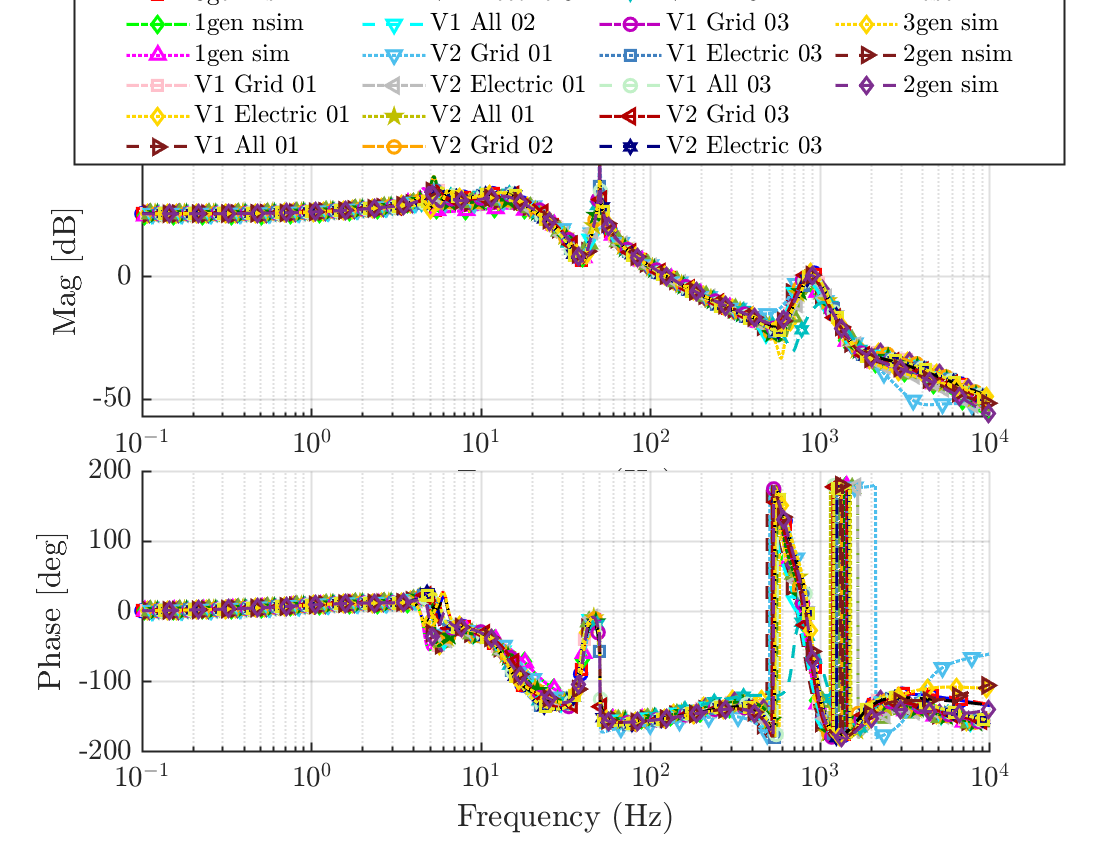 1gen nsim V1 All 02 V1 Grid 03 3gen sim
1gen sim V2 Grid 01 V1 Electric 03 2gen nsim
V1 Grid 01 V2 Electric 01 V1 All 03 2gen sim
V1 Electric 01 V2 All 01 V2 Grid 03
V1 All 01 V2 Grid 02 V2 Electric 03
Mag [dB]
0
-50
10⁻¹ 10⁰ 10¹ 10² 10³ 10⁴
Phase [deg]
200
100
0
-100
-200
10⁻¹ 10⁰ 10¹ 10² 10³ 10⁴
Frequency (Hz)